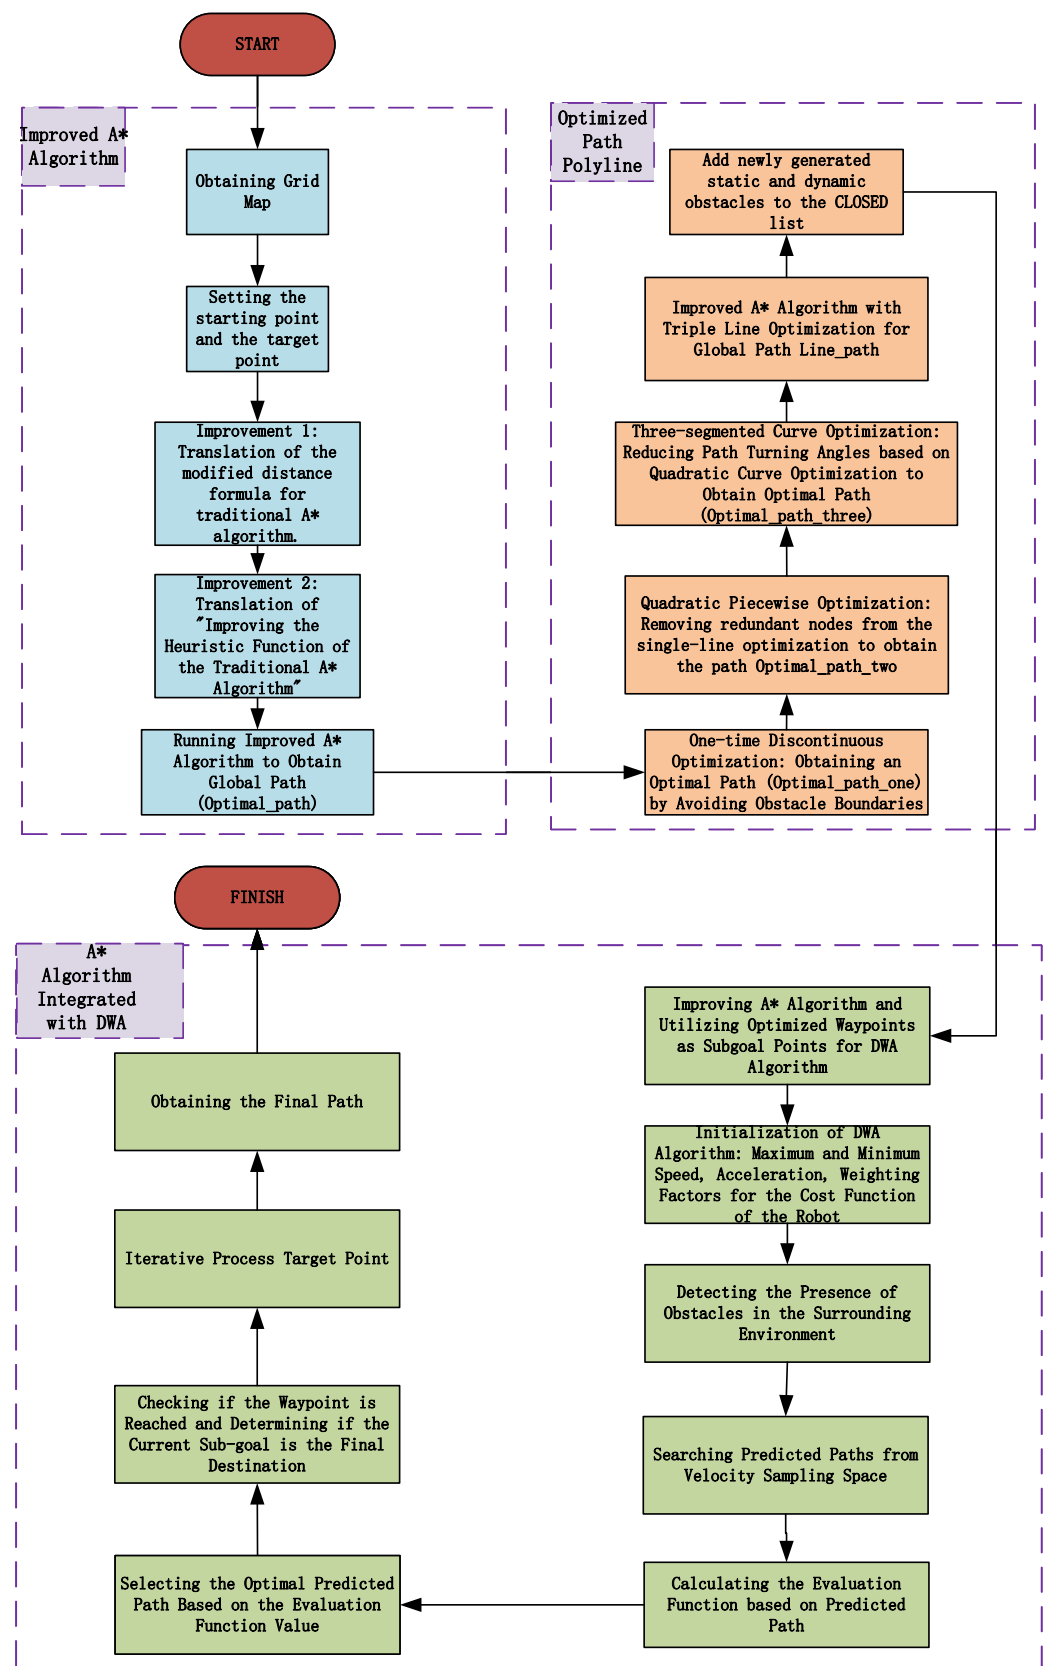 START
Improved A*
Algorithm
Obtaining Grid
Map
Setting the
starting point
and the target
point
Improvement 1:
Translation of the
modified distance
formula for
traditional A*
algorithm.
Improvement 2:
Translation of
"Improving the
Heuristic Function of
the Traditional A*
Algorithm"
Running Improved A*
Algorithm to Obtain
Global Path
(Optimal_path)
Optimized
Path
Polyline
Add newly generated
static and dynamic
obstacles to the CLOSED
list
Improved A* Algorithm with
Triple Line Optimization for
Global Path Line_path
Three-segmented Curve Optimization:
Reducing Path Turning Angles based on
Quadratic Curve Optimization to
Obtain Optimal Path
(Optimal_path_three)
Quadratic Piecewise Optimization:
Removing redundant nodes from the
single-line optimization to obtain
the path Optimal_path_two
One-time Discontinuous
Optimization: Obtaining an
Optimal Path (Optimal_path_one)
by Avoiding Obstacle Boundaries
FINISH
A*
Algorithm
Integrated
with DWA
Obtaining the Final Path
Iterative Process Target Point
Checking if the Waypoint is
Reached and Determining if the
Current Sub-goal is the Final
Destination
Selecting the Optimal Predicted
Path Based on the Evaluation
Function Value
Improving A* Algorithm and
Utilizing Optimized Waypoints
as Subgoal Points for DWA
Algorithm
Initialization of DWA
Algorithm: Maximum and Minimum
Speed, Acceleration, Weighting
Factors for the Cost Function
of the Robot
Detecting the Presence of
Obstacles in the Surrounding
Environment
Searching Predicted Paths from
Velocity Sampling Space
Calculating the Evaluation
Function based on Predicted
Path